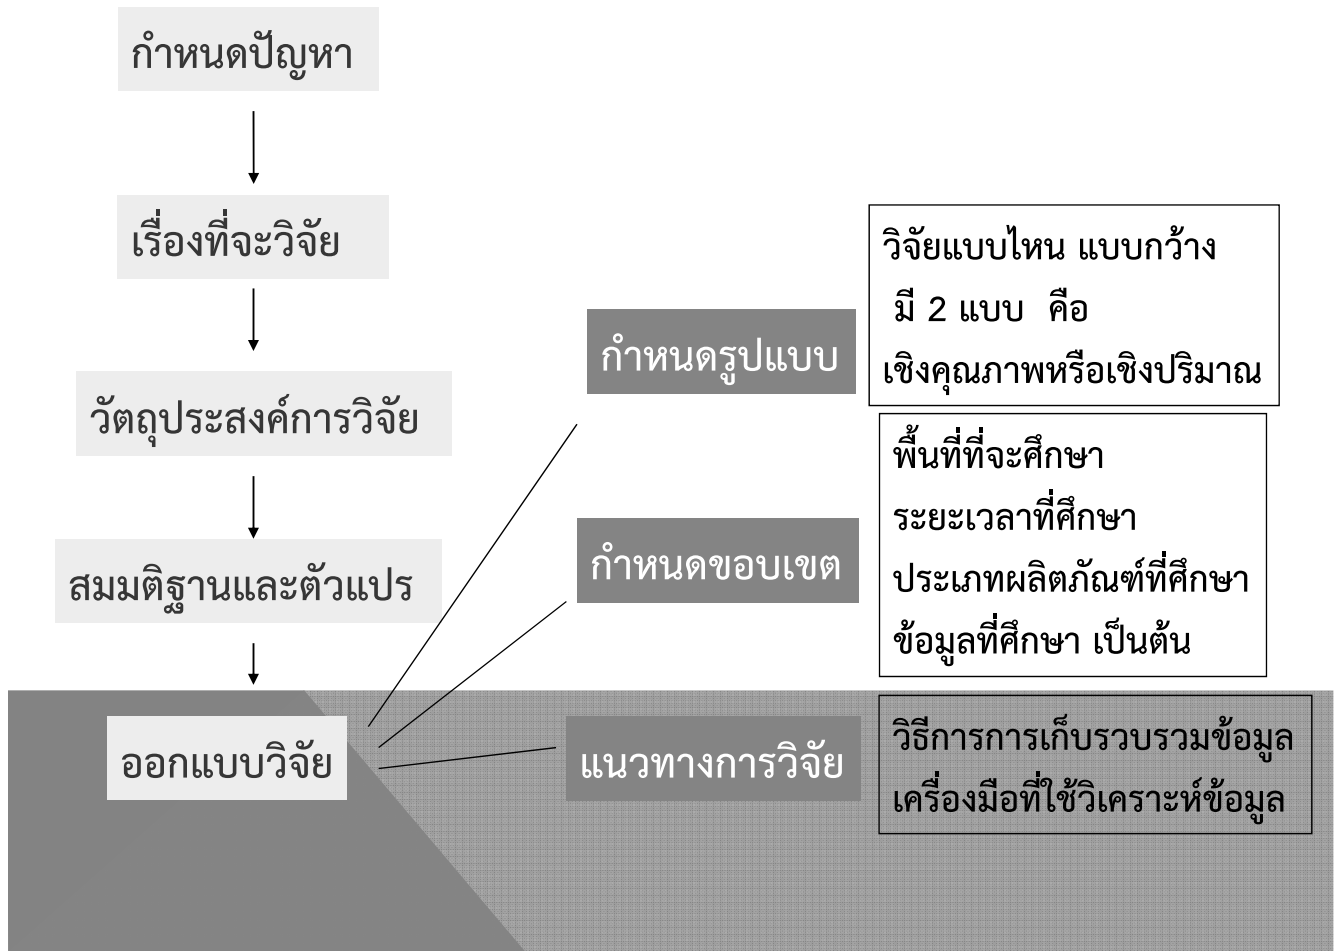 กำหนดปัญหา
เรื่องที่จะวิจัย
วัตถุประสงค์การวิจัย
สมมติฐานและตัวแปร
ออกแบบวิจัย
กำหนดรูปแบบ
วิจัยแบบไหน แบบกว้าง
มี 2 แบบ คือ
เชิงคุณภาพหรือเชิงปริมาณ
กำหนดขอบเขต
พื้นที่ที่จะศึกษา
ระยะเวลาที่ศึกษา
ประเภทผลิตภัณฑ์ที่ศึกษา
ข้อมูลที่ศึกษา เป็นต้น
แนวทางการวิจัย
วิธีการการเก็บรวบรวมข้อมูล
เครื่องมือที่ใช้วิเคราะห์ข้อมูล